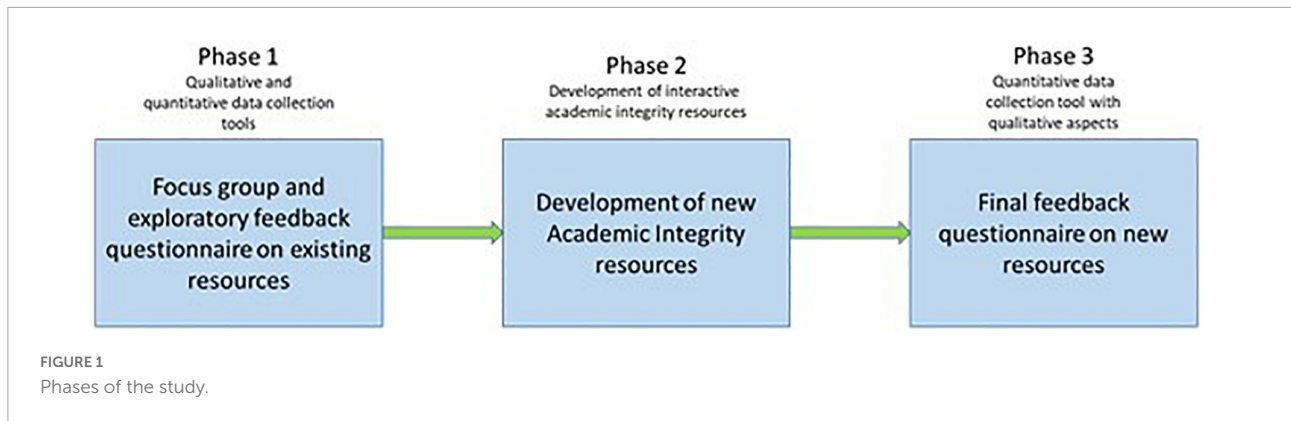 Phase 1
Qualitative and
quantitative data collection
tools
Focus group and
exploratory feedback
questionnaire on existing
resources
Phase 2
Development of interactive
academic integrity resources
Development of new
Academic Integrity
resources
Phase 3
Quantitative data
collection tool with
qualitative aspects
Final feedback
questionnaire on new
resources
FIGURE 1
Phases of the study.